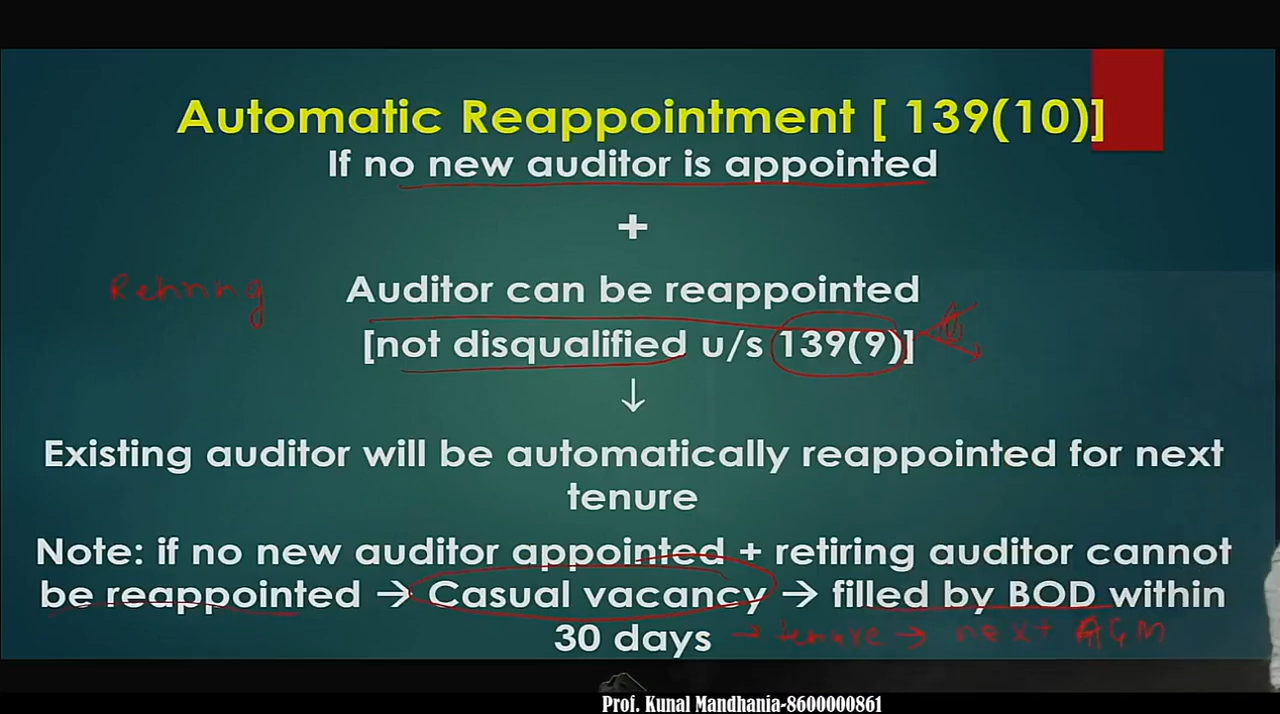 Automatic Reappointment [ 139(10)]
If no new auditor is appointed
+
Retiring
Auditor can be reappointed
[not disqualified u/s 139(9)]
↓
Existing auditor will be automatically reappointed for next
tenure
Note: if no new auditor appointed + retiring auditor cannot
be reappointed → Casual vacancy → filled by BOD within
30 days → tenure → next AGM
Prof. Kunal Mandhania-8600000861